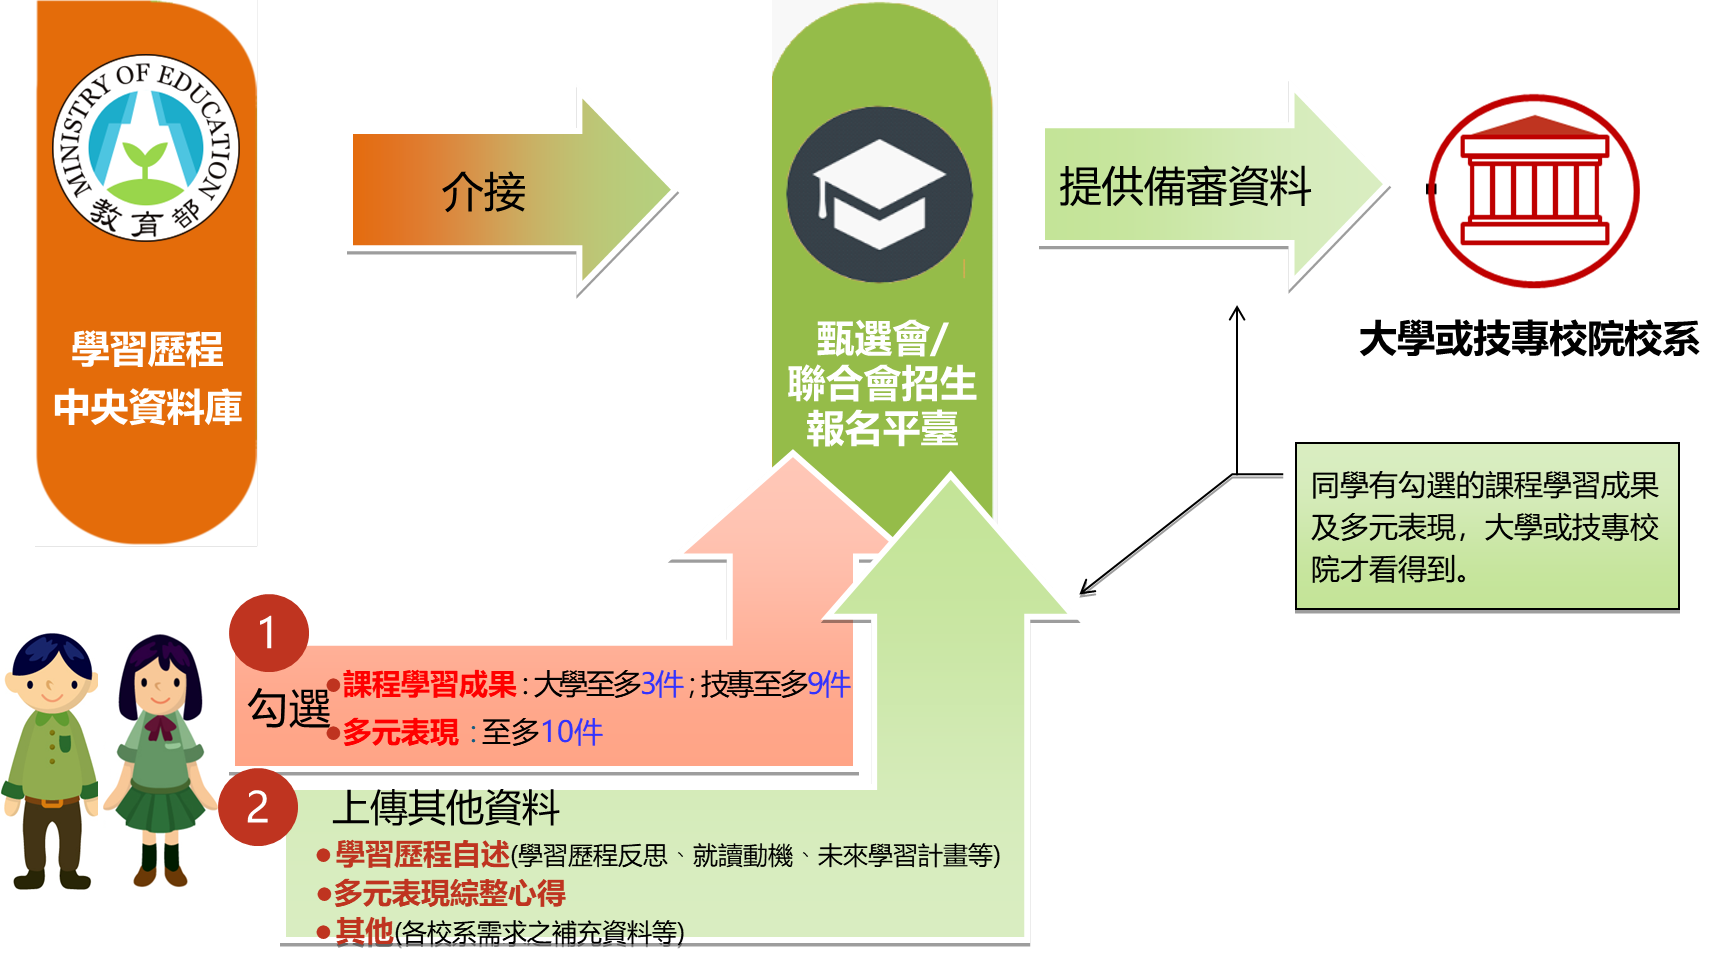 MINISTRY OF EDUCATION
教育部
學習歷程
中央資料庫
介接
甄選會/
聯合會招生
報名平臺
提供備審資料
大學或技專校院校系
同學有勾選的課程學習成果
及多元表現，大學或技專校
院才看得到。
1
勾選
●課程學習成果：大學至多3件；技專至多9件
●多元表現：至多10件
2
上傳其他資料
●學習歷程自述(學習歷程反思、就讀動機、未來學習計畫等)
●多元表現綜整心得
●其他(各校系需求之補充資料等)